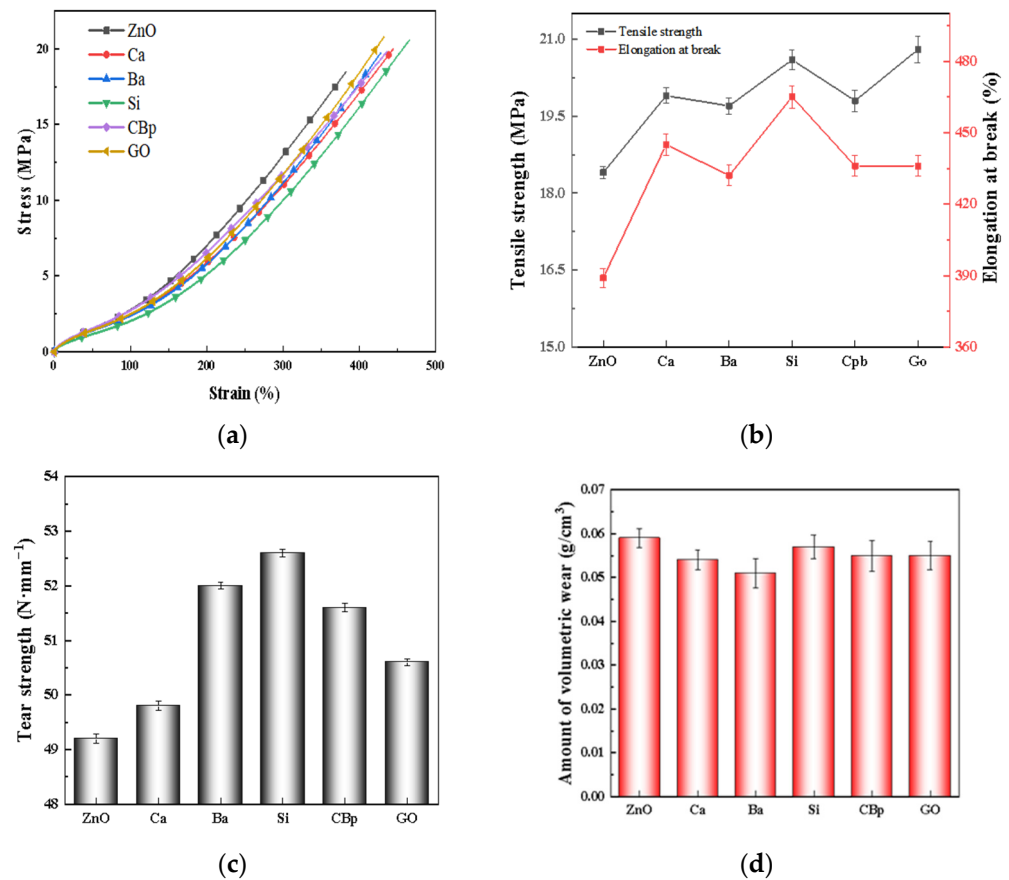 ZnO
Ca
Ba
Si
CBp
GO
20
15
10
5
0
0 100 200 300 400 500
Stress (MPa)
Strain (%)
(a)
Tensile strength
Elongation at break
21.0
19.5
18.0
16.5
15.0
480
450
420
390
360
Tensile strength (MPa)
Elongation at break (%)
ZnO Ca Ba Si Cpb Go
(b)
54
53
52
51
50
49
48
Tear strength (N·mm⁻¹)
ZnO Ca Ba Si CBp GO
(c)
0.07
0.06
0.05
0.04
0.03
0.02
0.01
0.00
Amount of volumetric wear (g/cm³)
ZnO Ca Ba Si CBp GO
(d)